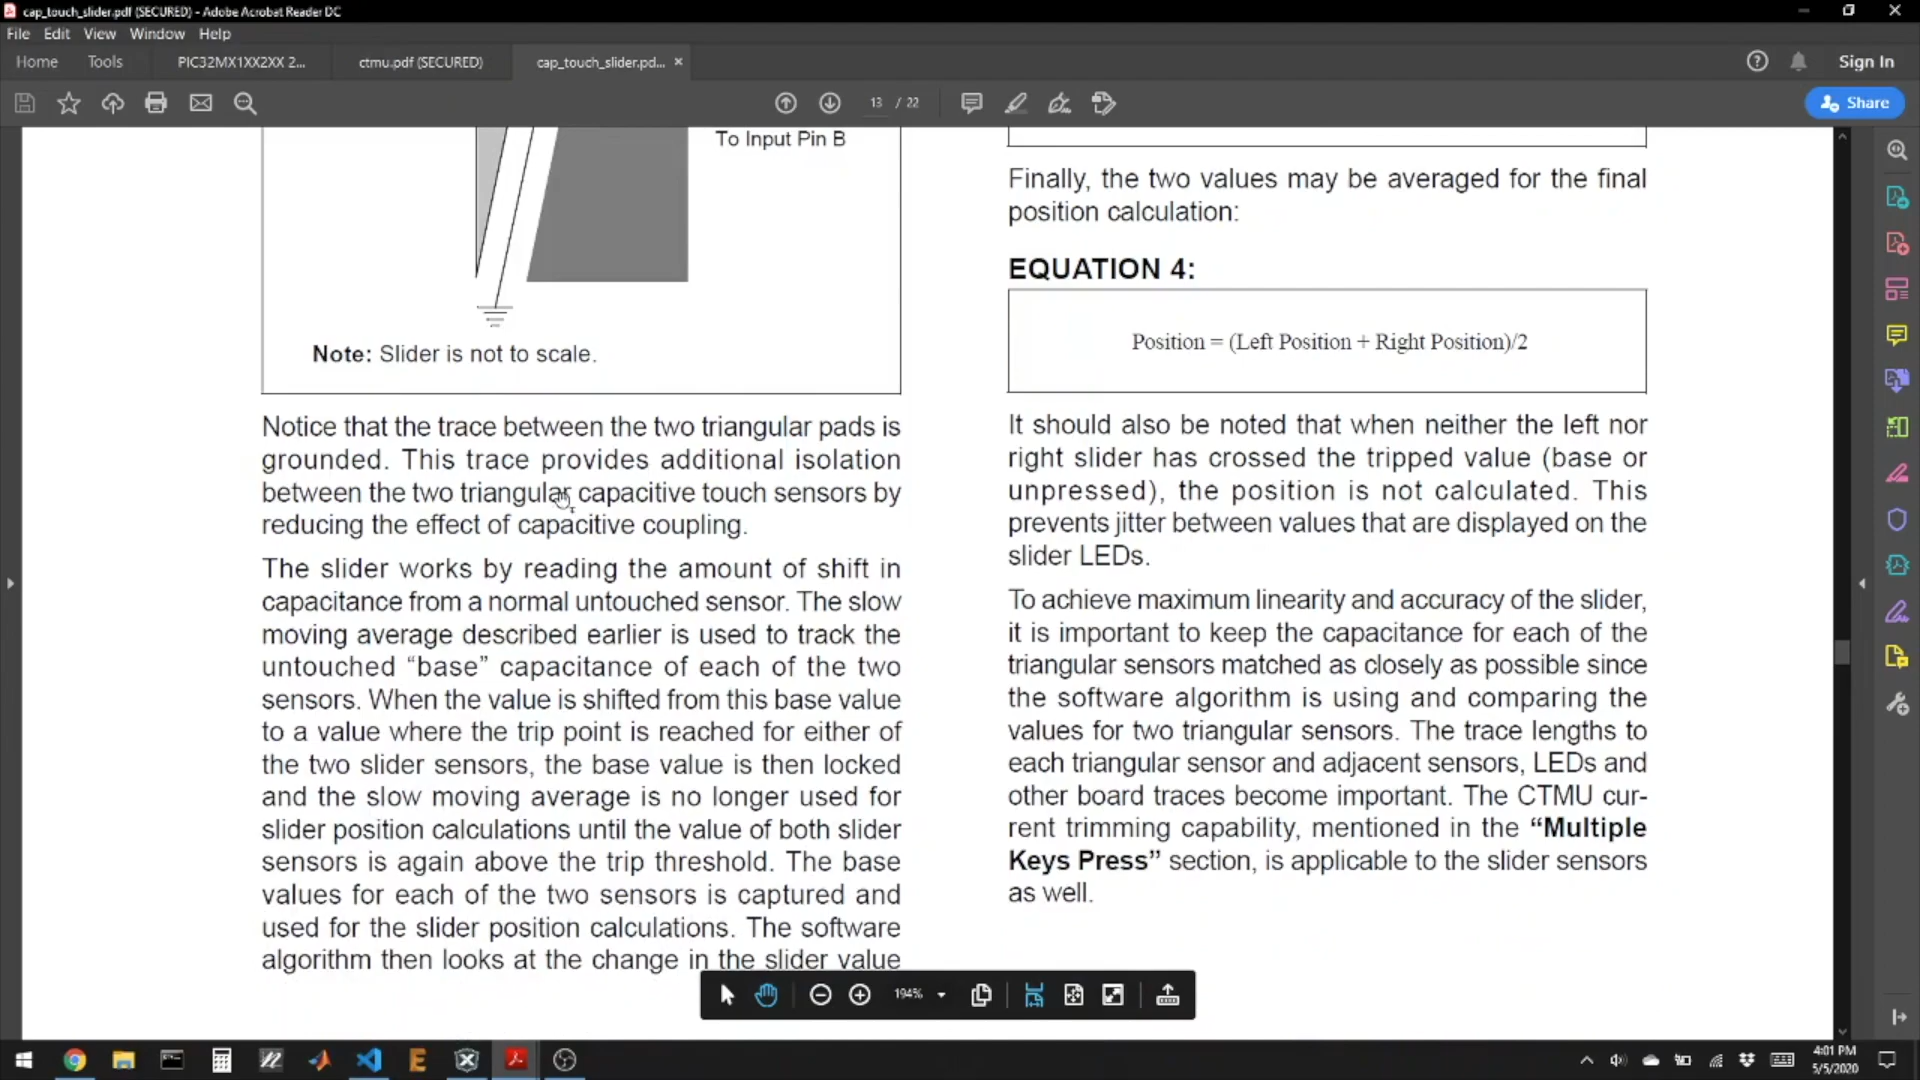 cap_touch_slider.pdf (SECURED) - Adobe Acrobat Reader DC
File Edit View Window Help
Home Tools PIC32MX1XX2XX 2... ctmu.pdf (SECURED) cap_touch_slider.pd... Sign In
13 / 22 Share
To Input Pin B
Note: Slider is not to scale.
Notice that the trace between the two triangular pads is
grounded. This trace provides additional isolation
between the two triangular capacitive touch sensors by
reducing the effect of capacitive coupling.
The slider works by reading the amount of shift in
capacitance from a normal untouched sensor. The slow
moving average described earlier is used to track the
untouched “base” capacitance of each of the two
sensors. When the value is shifted from this base value
to a value where the trip point is reached for either of
the two slider sensors, the base value is then locked
and the slow moving average is no longer used for
slider position calculations until the value of both slider
sensors is again above the trip threshold. The base
values for each of the two sensors is captured and
used for the slider position calculations. The software
algorithm then looks at the change in the slider value
Finally, the two values may be averaged for the final
position calculation:
EQUATION 4:
Position = (Left Position + Right Position)/2
It should also be noted that when neither the left nor
right slider has crossed the tripped value (base or
unpressed), the position is not calculated. This
prevents jitter between values that are displayed on the
slider LEDs.
To achieve maximum linearity and accuracy of the slider,
it is important to keep the capacitance for each of the
triangular sensors matched as closely as possible since
the software algorithm is using and comparing the
values for two triangular sensors. The trace lengths to
each triangular sensor and adjacent sensors, LEDs and
other board traces become important. The CTMU cur-
rent trimming capability, mentioned in the “Multiple
Keys Press” section, is applicable to the slider sensors
as well.
194%
4:01 PM
5/5/2020